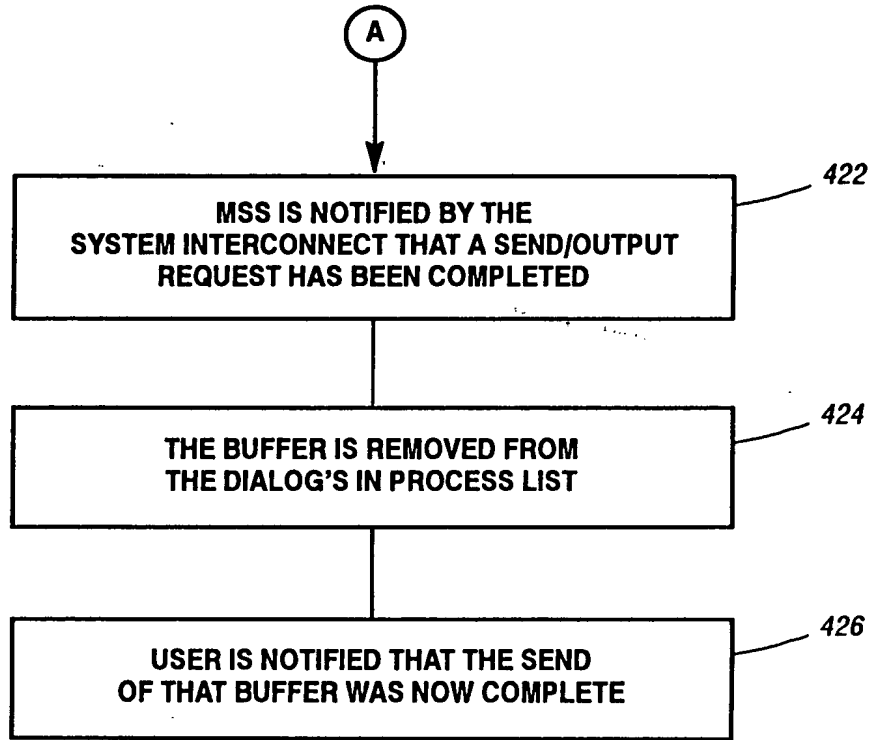 A
422
MSS IS NOTIFIED BY THE
SYSTEM INTERCONNECT THAT A SEND/OUTPUT
REQUEST HAS BEEN COMPLETED
424
THE BUFFER IS REMOVED FROM
THE DIALOG'S IN PROCESS LIST
426
USER IS NOTIFIED THAT THE SEND
OF THAT BUFFER WAS NOW COMPLETE